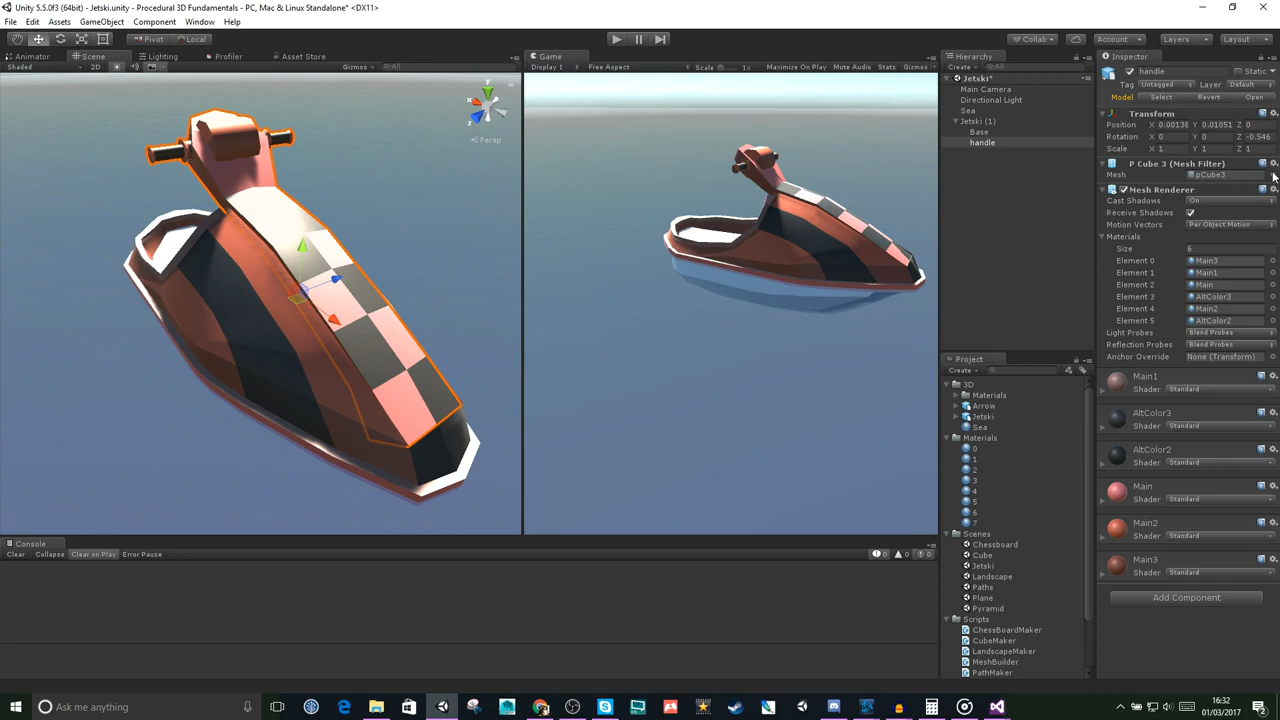 Unity 5.5.0f3 (64bit) - Jetski.unity - Procedural 3D Fundamentals - PC, Mac & Linux Standalone* <DX11>
File Edit Assets GameObject Component Window Help
Pivot Local Collab Account Layers Layout
Animator Scene Lighting Profiler Asset Store
Shaded 2D Gizmos All
y x z
Persp
Game
Display 1 Free Aspect Scale 1x Maximize On Play Mute Audio Stats Gizmos
Hierarchy
Create All
Jetski*
Main Camera
Directional Light
Sea
Jetski (1)
Base
handle
Project
Create
3D
Materials
Arrow
Jetski
Sea
Materials
0
1
2
3
4
5
6
7
Scenes
Chessboard
Cube
Jetski
Landscape
Paths
Plane
Pyramid
Scripts
ChessBoardMaker
CubeMaker
LandscapeMaker
MeshBuilder
PathMaker
Inspector
handle Static
Tag Untagged Layer Default
Model Select Revert Open
Transform
Position X 0.00138 Y 0.01051 Z 0
Rotation X 0 Y 0 Z -0.546
Scale X 1 Y 1 Z 1
P Cube 3 (Mesh Filter)
Mesh pCube3
Mesh Renderer
Cast Shadows On
Receive Shadows
Motion Vectors Per Object Motion
Materials
Size 6
Element 0 Main3
Element 1 Main1
Element 2 Main
Element 3 AltColor3
Element 4 Main2
Element 5 AltColor2
Light Probes Blend Probes
Reflection Probes Blend Probes
Anchor Override None (Transform)
Main1
Shader Standard
AltColor3
Shader Standard
AltColor2
Shader Standard
Main
Shader Standard
Main2
Shader Standard
Main3
Shader Standard
Add Component
Console
Clear Collapse Clear on Play Error Pause 0 0 0
Ask me anything
16:32
01/03/2017